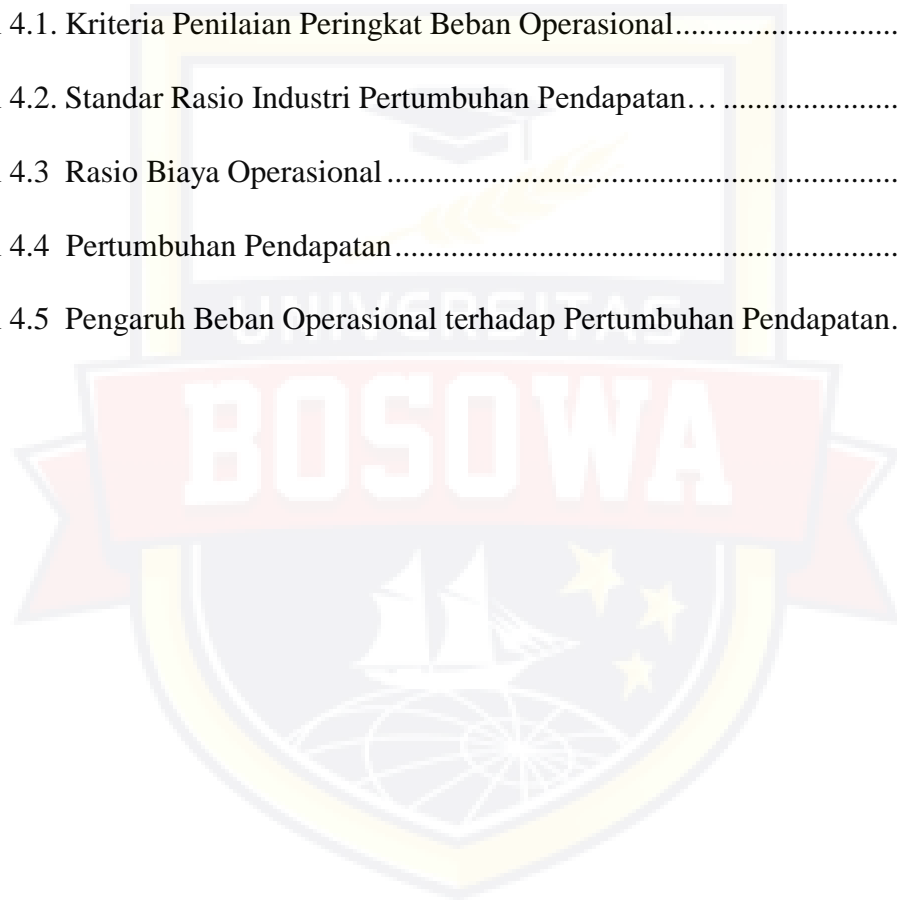 4.1. Kriteria Penilaian Peringkat Beban Operasional..........................
4.2. Standar Rasio Industri Pertumbuhan Pendapatan… ....................
4.3 Rasio Biaya Operasional..............................................................
4.4 Pertumbuhan Pendapatan.............................................................
4.5 Pengaruh Beban Operasional terhadap Pertumbuhan Pendapatan.
UNIVERSITAS
BOSOWA